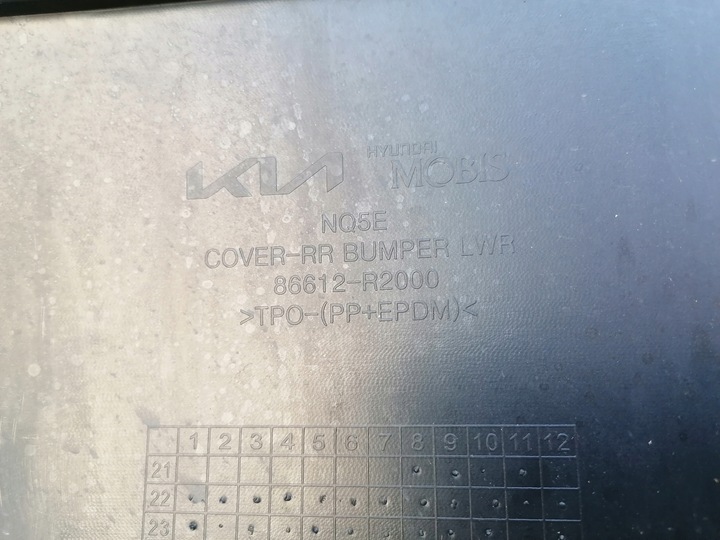 KIA HYUNDAI MOBIS
NQ5E
COVER-RR BUMPER LWR
86612-R2000
>TPO-(PP+EPDM)<
1 2 3 4 5 6 7 8 9 10 11 12
21
22
23